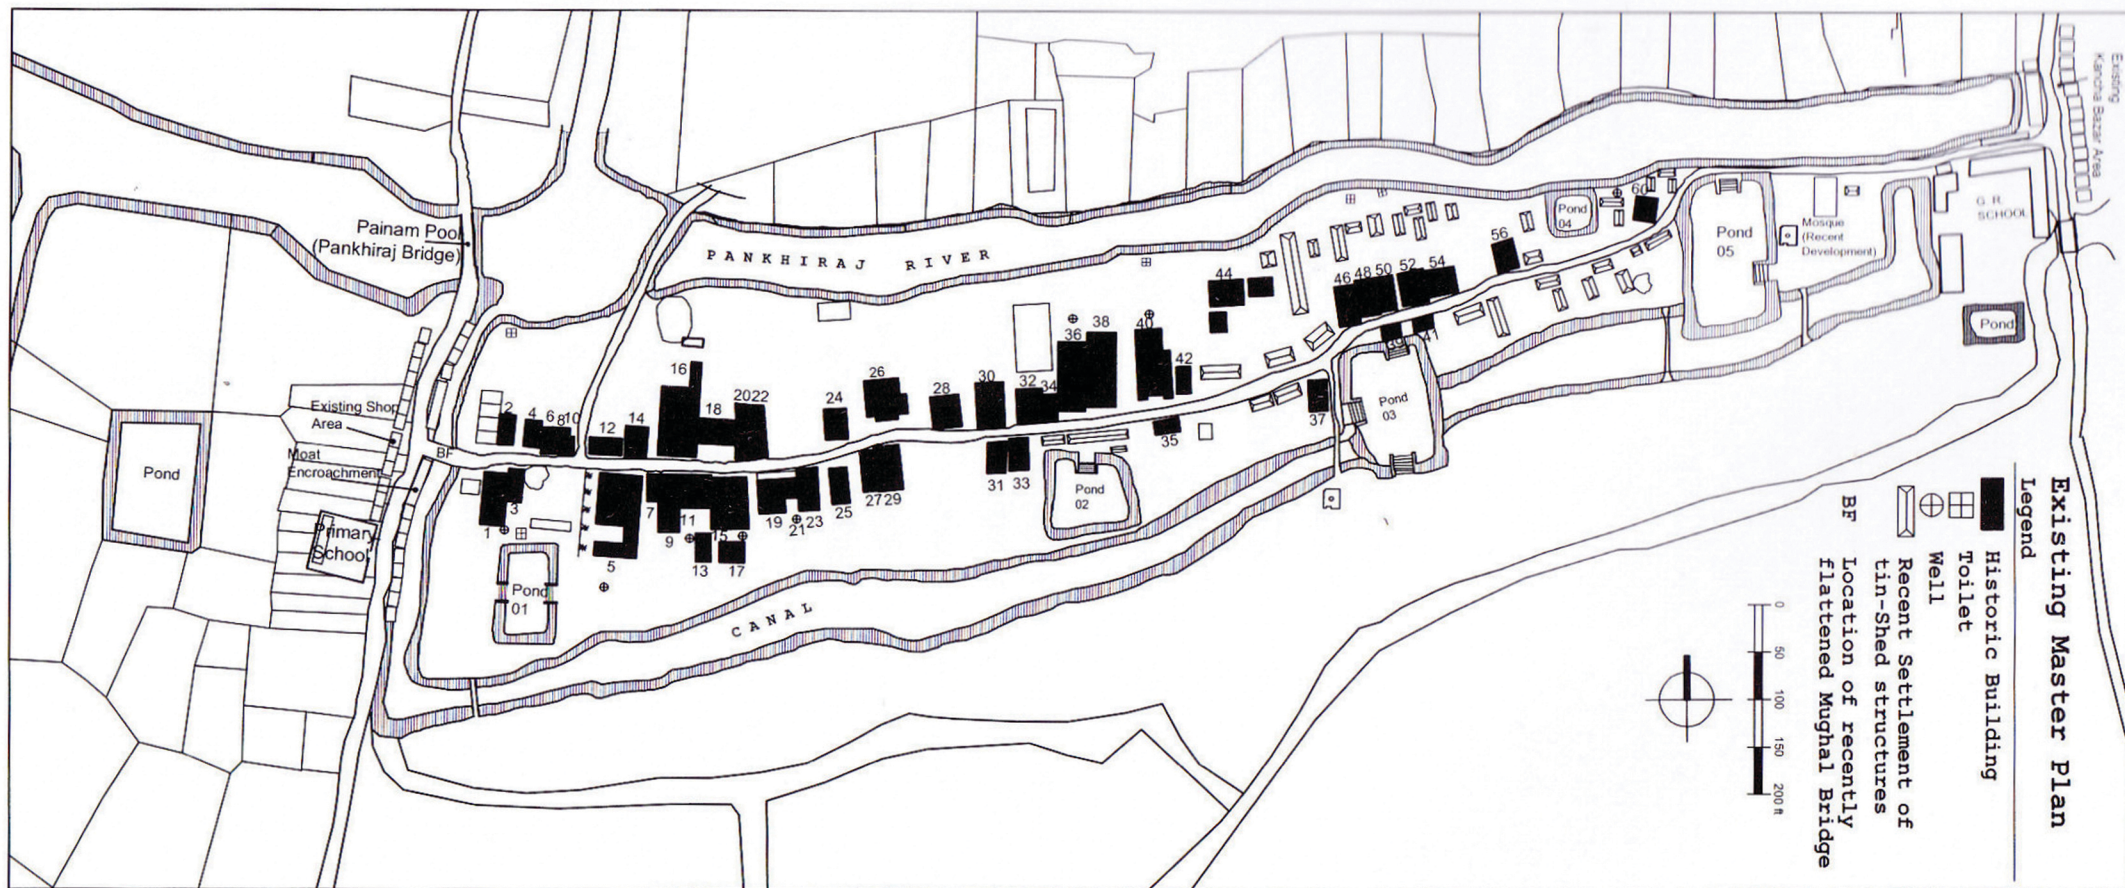 Existing
Kancha Bazar Area
Painam Pool
(Pankhiraj Bridge)
PANKHIRAJ RIVER
Pond
04
60
Pond
05
Mosque
(Recent
Development)
G. R.
SCHOOL
Pond
56
44
46
48
50
52
54
36
38
40
42
39
41
16
18
20
22
24
26
28
30
32
34
2
4
6
8
10
12
14
37
35
Pond
03
Existing Shop
Area
BF
Moat
Encroachment
Pond
Primary
School
1
3
5
7
9
11
13
15
17
19
21
23
25
27
29
31
33
Pond
02
Pond
01
CANAL
Existing Master Plan
Legend
Historic Building
Toilet
Well
Recent Settlement of
tin-Shed structures
BF Location of recently
flattened Mughal Bridge
0
50
100
150
200 ft